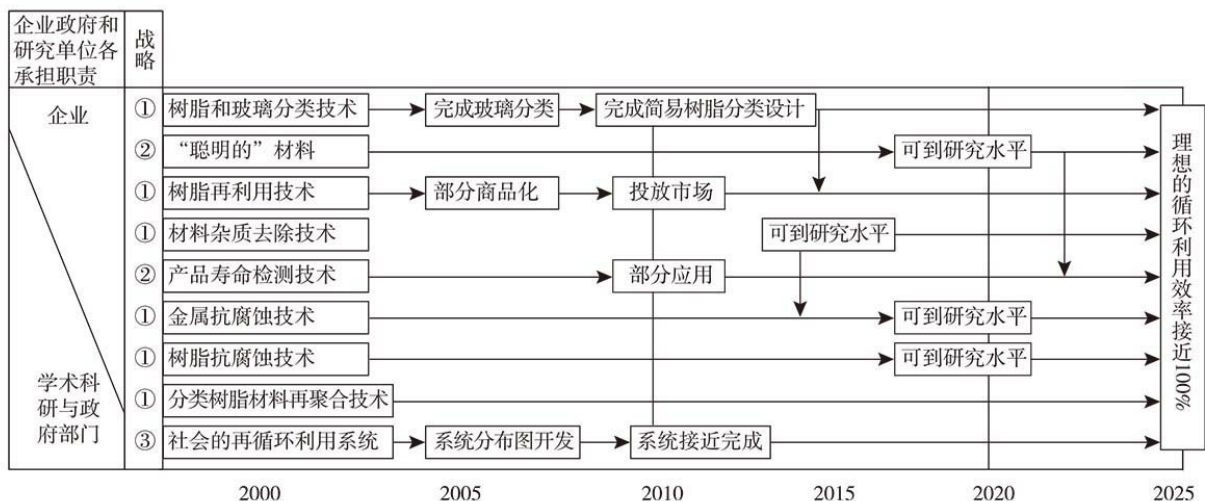 企业政府和
研究单位各
承担职责
战略
企业
① 树脂和玻璃分类技术 完成玻璃分类 完成简易树脂分类设计
② “聪明的”材料 可到研究水平
① 树脂再利用技术 部分商品化 投放市场
① 材料杂质去除技术 可到研究水平
② 产品寿命检测技术 部分应用
① 金属抗腐蚀技术 可到研究水平
① 树脂抗腐蚀技术 可到研究水平
学术科
研与政
府部门
① 分类树脂材料再聚合技术
③ 社会的再循环利用系统 系统分布图开发 系统接近完成
理想的循环利用效率接近100%
2000 2005 2010 2015 2020 2025